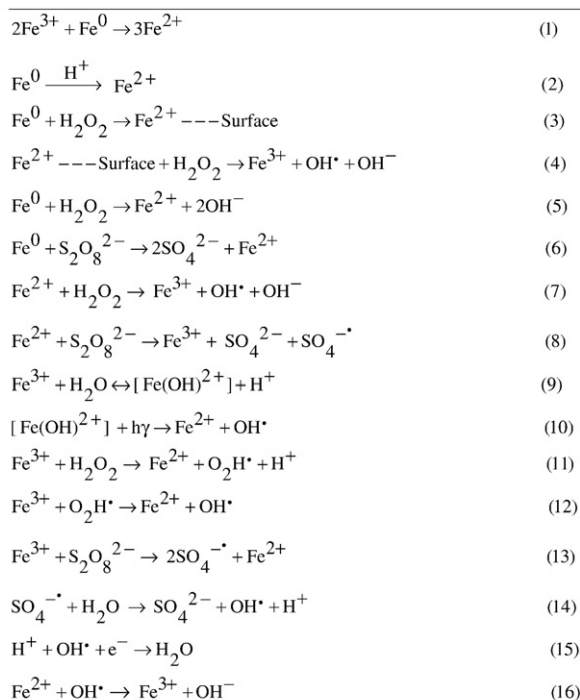 2Fe³⁺ + Fe⁰ → 3Fe²⁺ (1)
Fe⁰ —H⁺→ Fe²⁺ (2)
Fe⁰ + H₂O₂ → Fe²⁺ ---Surface (3)
Fe²⁺ ---Surface + H₂O₂ → Fe³⁺ + OH• + OH⁻ (4)
Fe⁰ + H₂O₂ → Fe²⁺ + 2OH⁻ (5)
Fe⁰ + S₂O₈²⁻ → 2SO₄²⁻ + Fe²⁺ (6)
Fe²⁺ + H₂O₂ → Fe³⁺ + OH• + OH⁻ (7)
Fe²⁺ + S₂O₈²⁻ → Fe³⁺ + SO₄²⁻ + SO₄⁻• (8)
Fe³⁺ + H₂O ↔ [Fe(OH)²⁺] + H⁺ (9)
[Fe(OH)²⁺] + hγ → Fe²⁺ + OH• (10)
Fe³⁺ + H₂O₂ → Fe²⁺ + O₂H• + H⁺ (11)
Fe³⁺ + O₂H• → Fe²⁺ + OH• (12)
Fe³⁺ + S₂O₈²⁻ → 2SO₄⁻• + Fe²⁺ (13)
SO₄⁻• + H₂O → SO₄²⁻ + OH• + H⁺ (14)
H⁺ + OH• + e⁻ → H₂O (15)
Fe²⁺ + OH• → Fe³⁺ + OH⁻ (16)